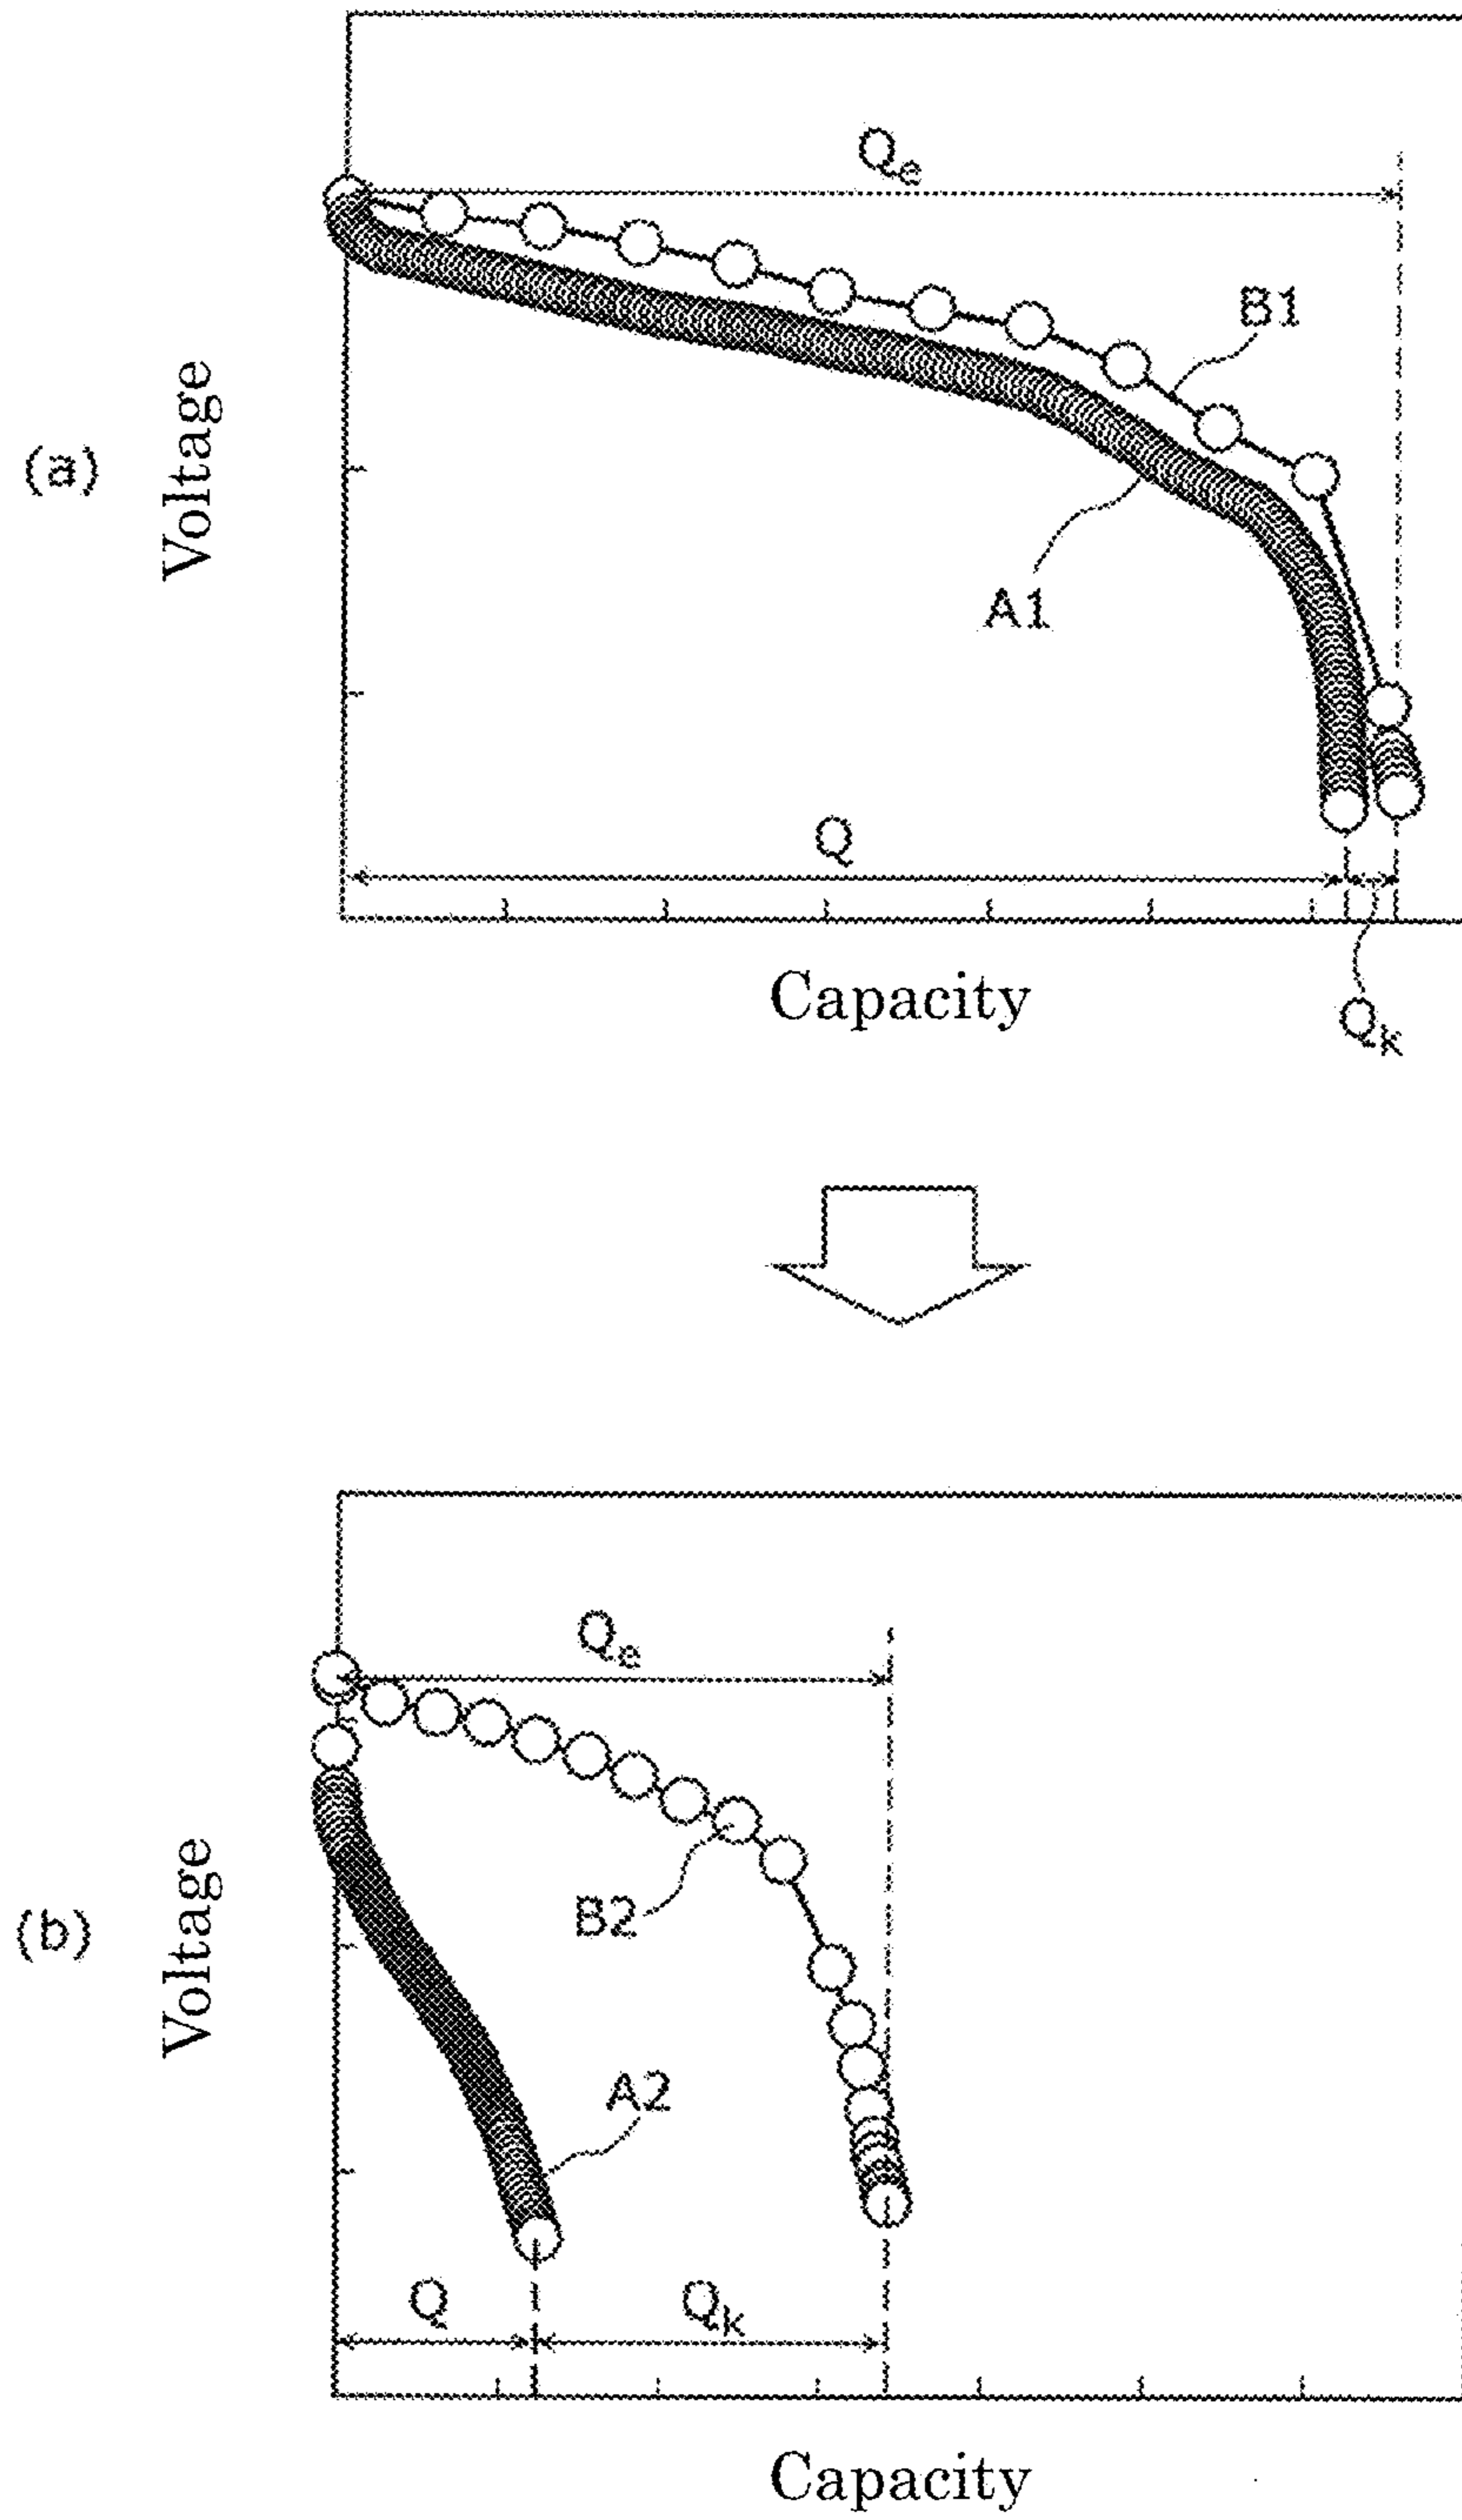 Qe
B1
(a)
Voltage
A1
Q
Capacity
Qk
Qe
B2
(b)
Voltage
A2
Q
Qk
Capacity